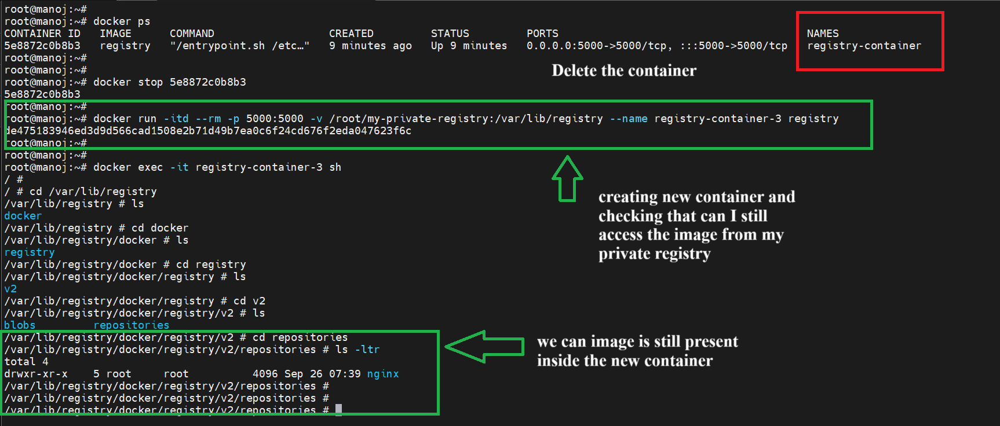 root@manoj:~#
root@manoj:~# docker ps
CONTAINER ID   IMAGE      COMMAND                  CREATED         STATUS         PORTS                                       NAMES
5e8872c0b8b3   registry   "/entrypoint.sh /etc…"   9 minutes ago   Up 9 minutes   0.0.0.0:5000->5000/tcp, :::5000->5000/tcp   registry-container
root@manoj:~#
root@manoj:~#
Delete the container
root@manoj:~# docker stop 5e8872c0b8b3
5e8872c0b8b3
root@manoj:~#
root@manoj:~# docker run -itd --rm -p 5000:5000 -v /root/my-private-registry:/var/lib/registry --name registry-container-3 registry
de475183946ed3d9d566cad1508e2b71d49b7ea0c6f24cd676f2eda047623f6c
root@manoj:~#
root@manoj:~#
root@manoj:~# docker exec -it registry-container-3 sh
/ #
/ # cd /var/lib/registry
/var/lib/registry # ls
docker
/var/lib/registry # cd docker
/var/lib/registry/docker # ls
registry
/var/lib/registry/docker # cd registry
/var/lib/registry/docker/registry # ls
v2
/var/lib/registry/docker/registry # cd v2
/var/lib/registry/docker/registry/v2 # ls
blobs         repositories
creating new container and
checking that can I still
access the image from my
private registry
/var/lib/registry/docker/registry/v2 # cd repositories
/var/lib/registry/docker/registry/v2/repositories # ls -ltr
total 4
drwxr-xr-x    5 root     root          4096 Sep 26 07:39 nginx
/var/lib/registry/docker/registry/v2/repositories #
/var/lib/registry/docker/registry/v2/repositories #
/var/lib/registry/docker/registry/v2/repositories #
we can image is still present
inside the new container